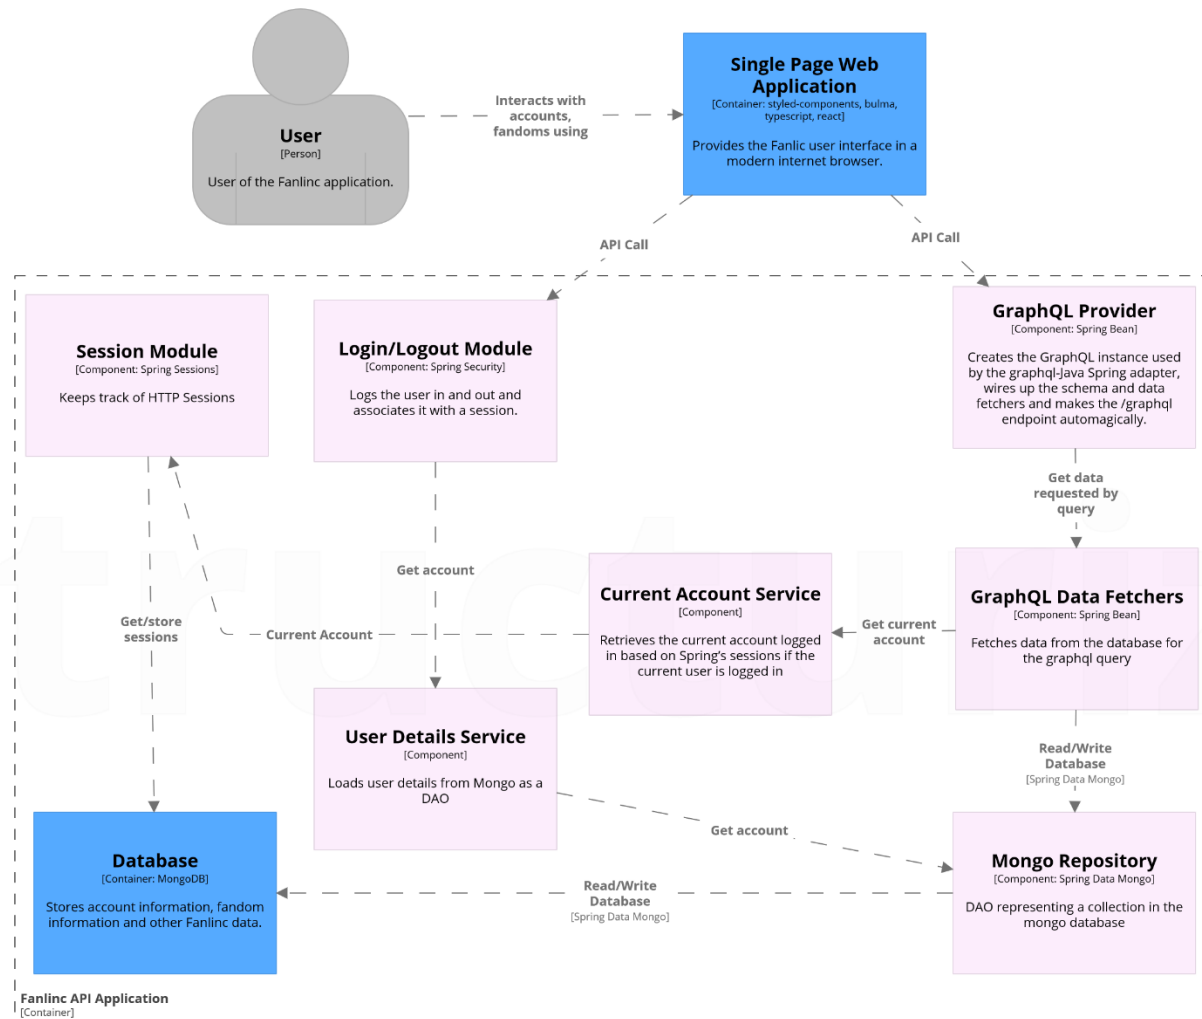 User
[Person]
User of the Fanlinc application.
Interacts with
accounts,
fandoms using
Single Page Web
Application
[Container: styled-components, bulma,
typescript, react]
Provides the Fanlic user interface in a
modern internet browser.
API Call
API Call
Session Module
[Component: Spring Sessions]
Keeps track of HTTP Sessions
Login/Logout Module
[Component: Spring Security]
Logs the user in and out and
associates it with a session.
GraphQL Provider
[Component: Spring Bean]
Creates the GraphQL instance used
by the graphql-Java Spring adapter,
wires up the schema and data
fetchers and makes the /graphql
endpoint automagically.
Get data
requested by
query
Get account
Current Account Service
[Component]
Retrieves the current account logged
in based on Spring's sessions if the
current user is logged in
Get current
account
GraphQL Data Fetchers
[Component: Spring Bean]
Fetches data from the database for
the graphql query
Get/store
sessions
Current Account
User Details Service
[Component]
Loads user details from Mongo as a
DAO
Read/Write
Database
[Spring Data Mongo]
Get account
Database
[Container: MongoDB]
Stores account information, fandom
information and other Fanlinc data.
Read/Write
Database
[Spring Data Mongo]
Mongo Repository
[Component: Spring Data Mongo]
DAO representing a collection in the
mongo database
Fanlinc API Application
[Container]